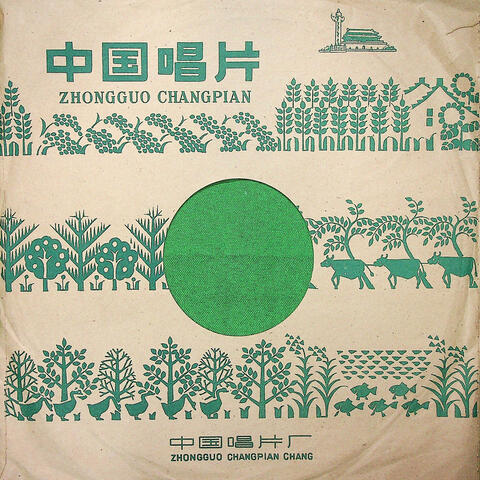 中国唱片
ZHONGGUO CHANGPIAN
中国唱片厂
ZHONGGUO CHANGPIAN CHANG